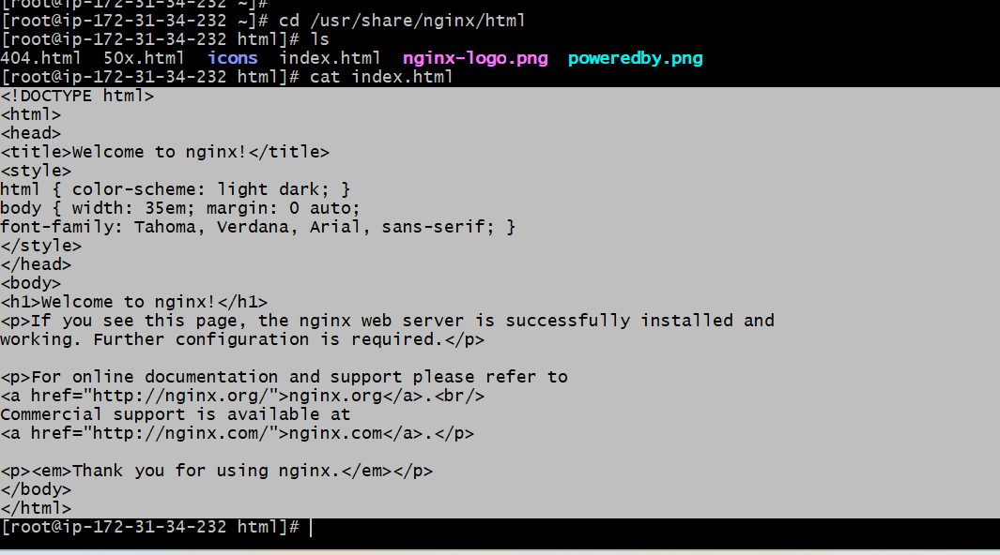 [root@ip-172-31-34-232 ~]#
[root@ip-172-31-34-232 ~]# cd /usr/share/nginx/html
[root@ip-172-31-34-232 html]# ls
404.html  50x.html  icons  index.html  nginx-logo.png  poweredby.png
[root@ip-172-31-34-232 html]# cat index.html
<!DOCTYPE html>
<html>
<head>
<title>Welcome to nginx!</title>
<style>
html { color-scheme: light dark; }
body { width: 35em; margin: 0 auto;
font-family: Tahoma, Verdana, Arial, sans-serif; }
</style>
</head>
<body>
<h1>Welcome to nginx!</h1>
<p>If you see this page, the nginx web server is successfully installed and
working. Further configuration is required.</p>

<p>For online documentation and support please refer to
<a href="http://nginx.org/">nginx.org</a>.<br/>
Commercial support is available at
<a href="http://nginx.com/">nginx.com</a>.</p>

<p><em>Thank you for using nginx.</em></p>
</body>
</html>
[root@ip-172-31-34-232 html]#